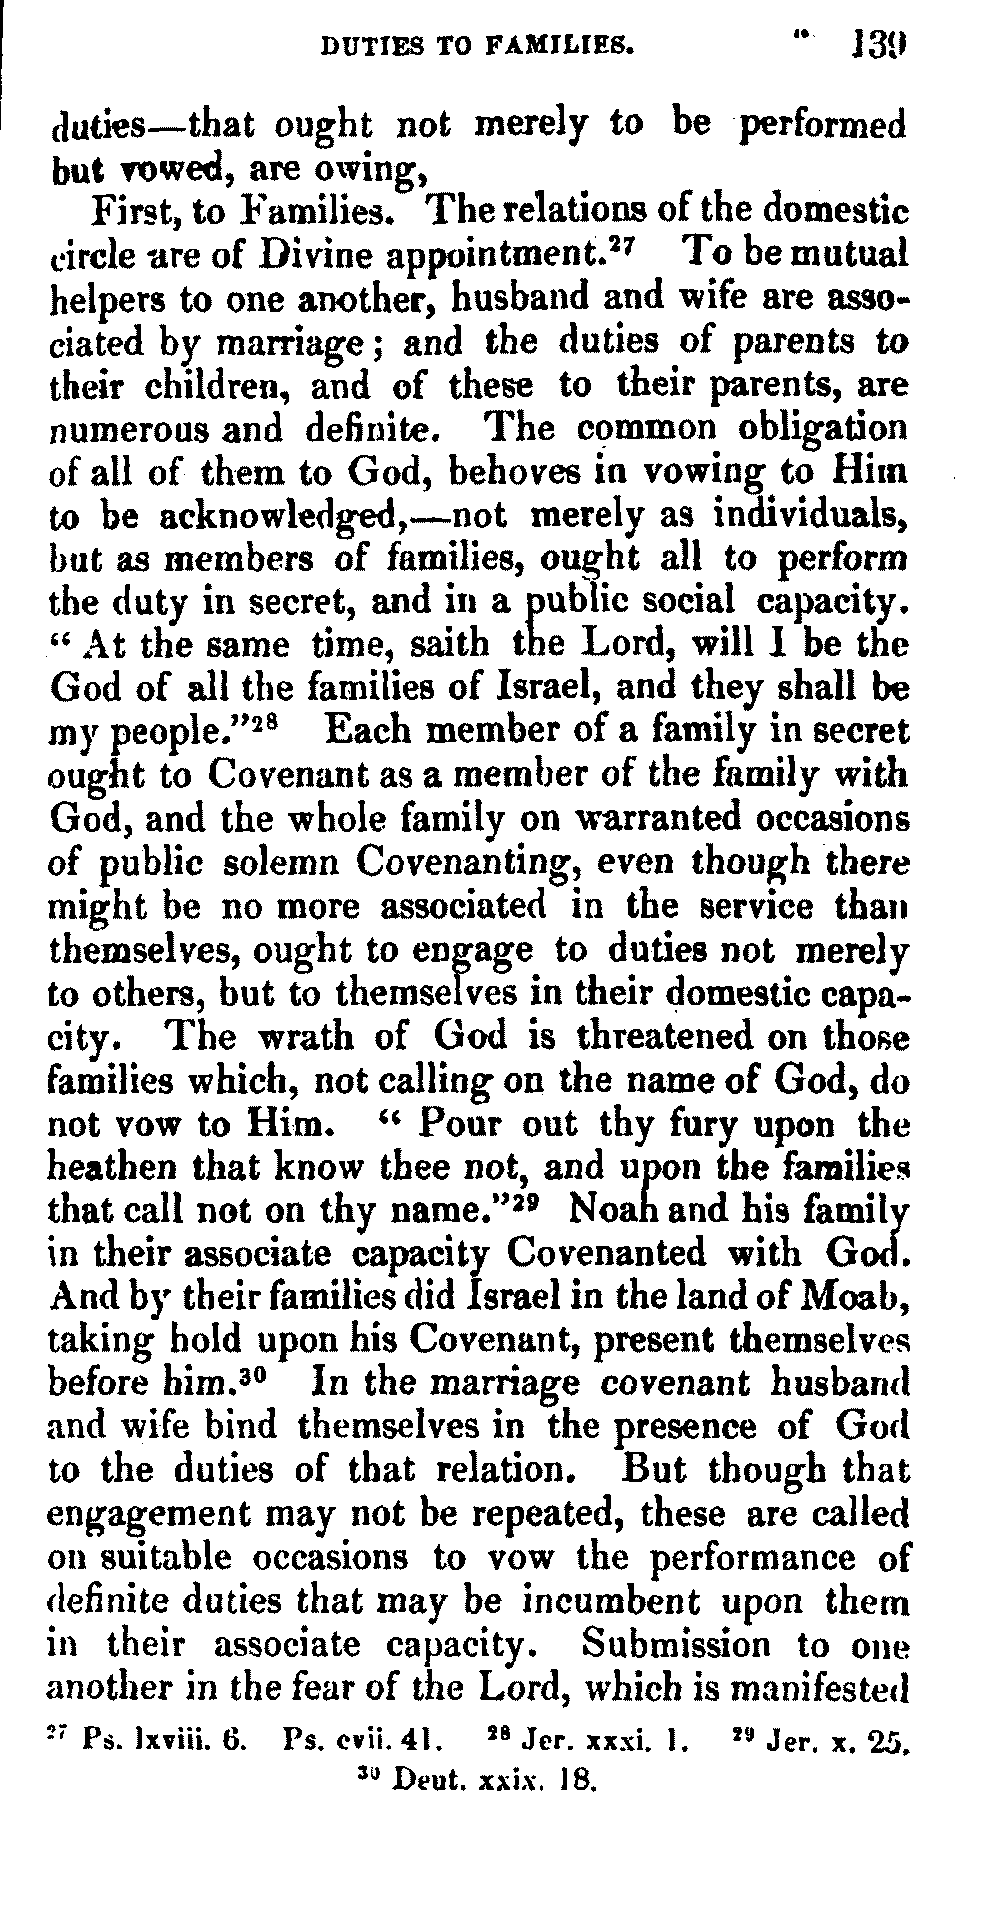 DUTIES TO FAMILIES. 139
duties—that ought not merely to be performed
but vowed, are owing,
First, to Families. The relations of the domestic
circle are of Divine appointment.²⁷ To be mutual
helpers to one another, husband and wife are asso-
ciated by marriage; and the duties of parents to
their children, and of these to their parents, are
numerous and definite. The common obligation
of all of them to God, behoves in vowing to Him
to be acknowledged,—not merely as individuals,
but as members of families, ought all to perform
the duty in secret, and in a public social capacity.
“ At the same time, saith the Lord, will I be the
God of all the families of Israel, and they shall be
my people.”²⁸ Each member of a family in secret
ought to Covenant as a member of the family with
God, and the whole family on warranted occasions
of public solemn Covenanting, even though there
might be no more associated in the service than
themselves, ought to engage to duties not merely
to others, but to themselves in their domestic capa-
city. The wrath of God is threatened on those
families which, not calling on the name of God, do
not vow to Him. “ Pour out thy fury upon the
heathen that know thee not, and upon the families
that call not on thy name.”²⁹ Noah and his family
in their associate capacity Covenanted with God.
And by their families did Israel in the land of Moab,
taking hold upon his Covenant, present themselves
before him.³⁰ In the marriage covenant husband
and wife bind themselves in the presence of God
to the duties of that relation. But though that
engagement may not be repeated, these are called
on suitable occasions to vow the performance of
definite duties that may be incumbent upon them
in their associate capacity. Submission to one
another in the fear of the Lord, which is manifested
²⁷ Ps. lxviii. 6. Ps. cvii. 41. ²⁸ Jer. xxxi. 1. ²⁹ Jer. x. 25.
³⁰ Deut. xxix. 18.